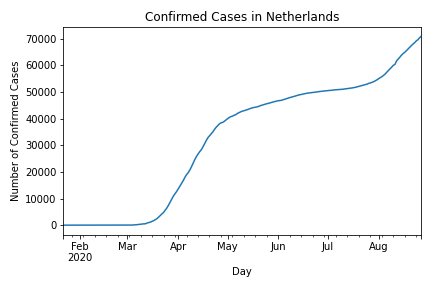 Confirmed Cases in Netherlands
Number of Confirmed Cases
70000
60000
50000
40000
30000
20000
10000
0
Feb Mar Apr May Jun Jul Aug
2020
Day